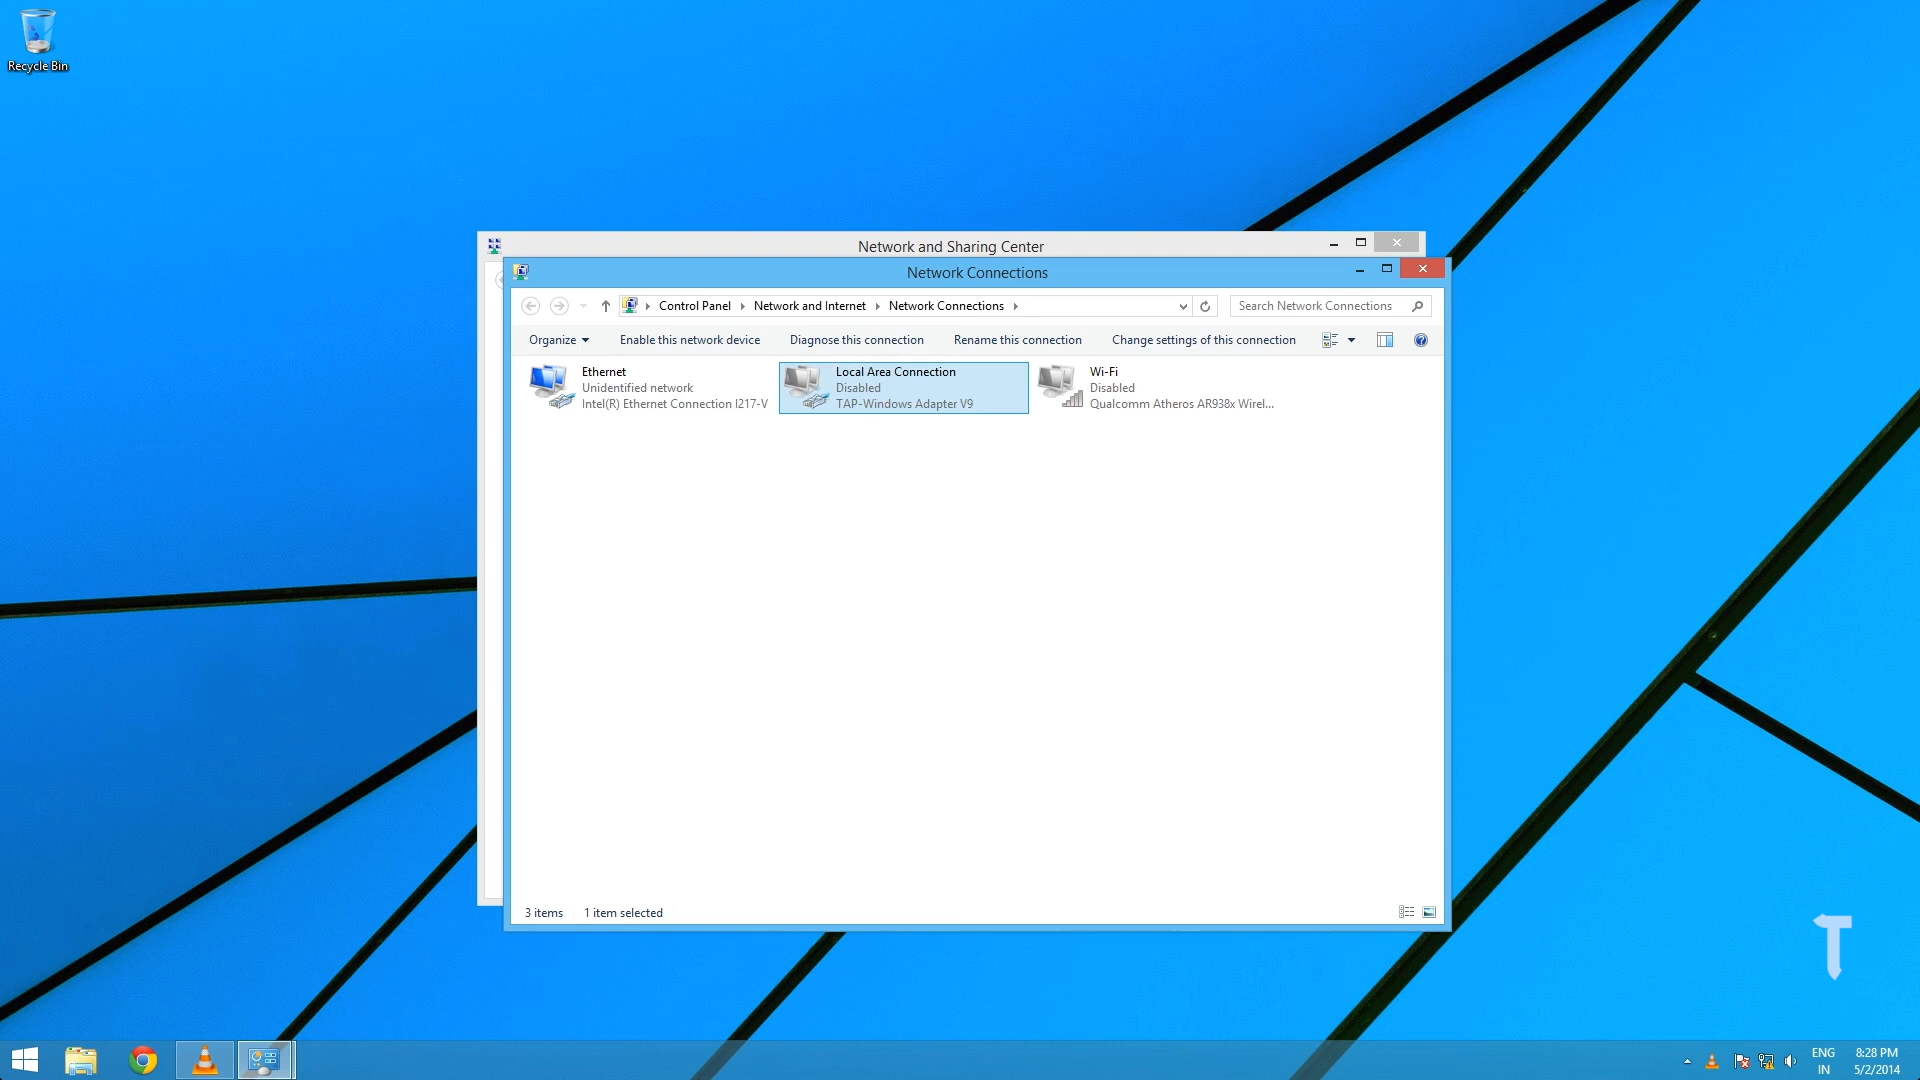 Recycle Bin
Network and Sharing Center
Network Connections
Control Panel Network and Internet Network Connections
Search Network Connections
Organize Enable this network device Diagnose this connection Rename this connection Change settings of this connection
Ethernet
Unidentified network
Intel(R) Ethernet Connection I217-V
Local Area Connection
Disabled
TAP-Windows Adapter V9
Wi-Fi
Disabled
Qualcomm Atheros AR938x Wirel...
3 items 1 item selected
T
ENG
IN
8:28 PM
5/2/2014